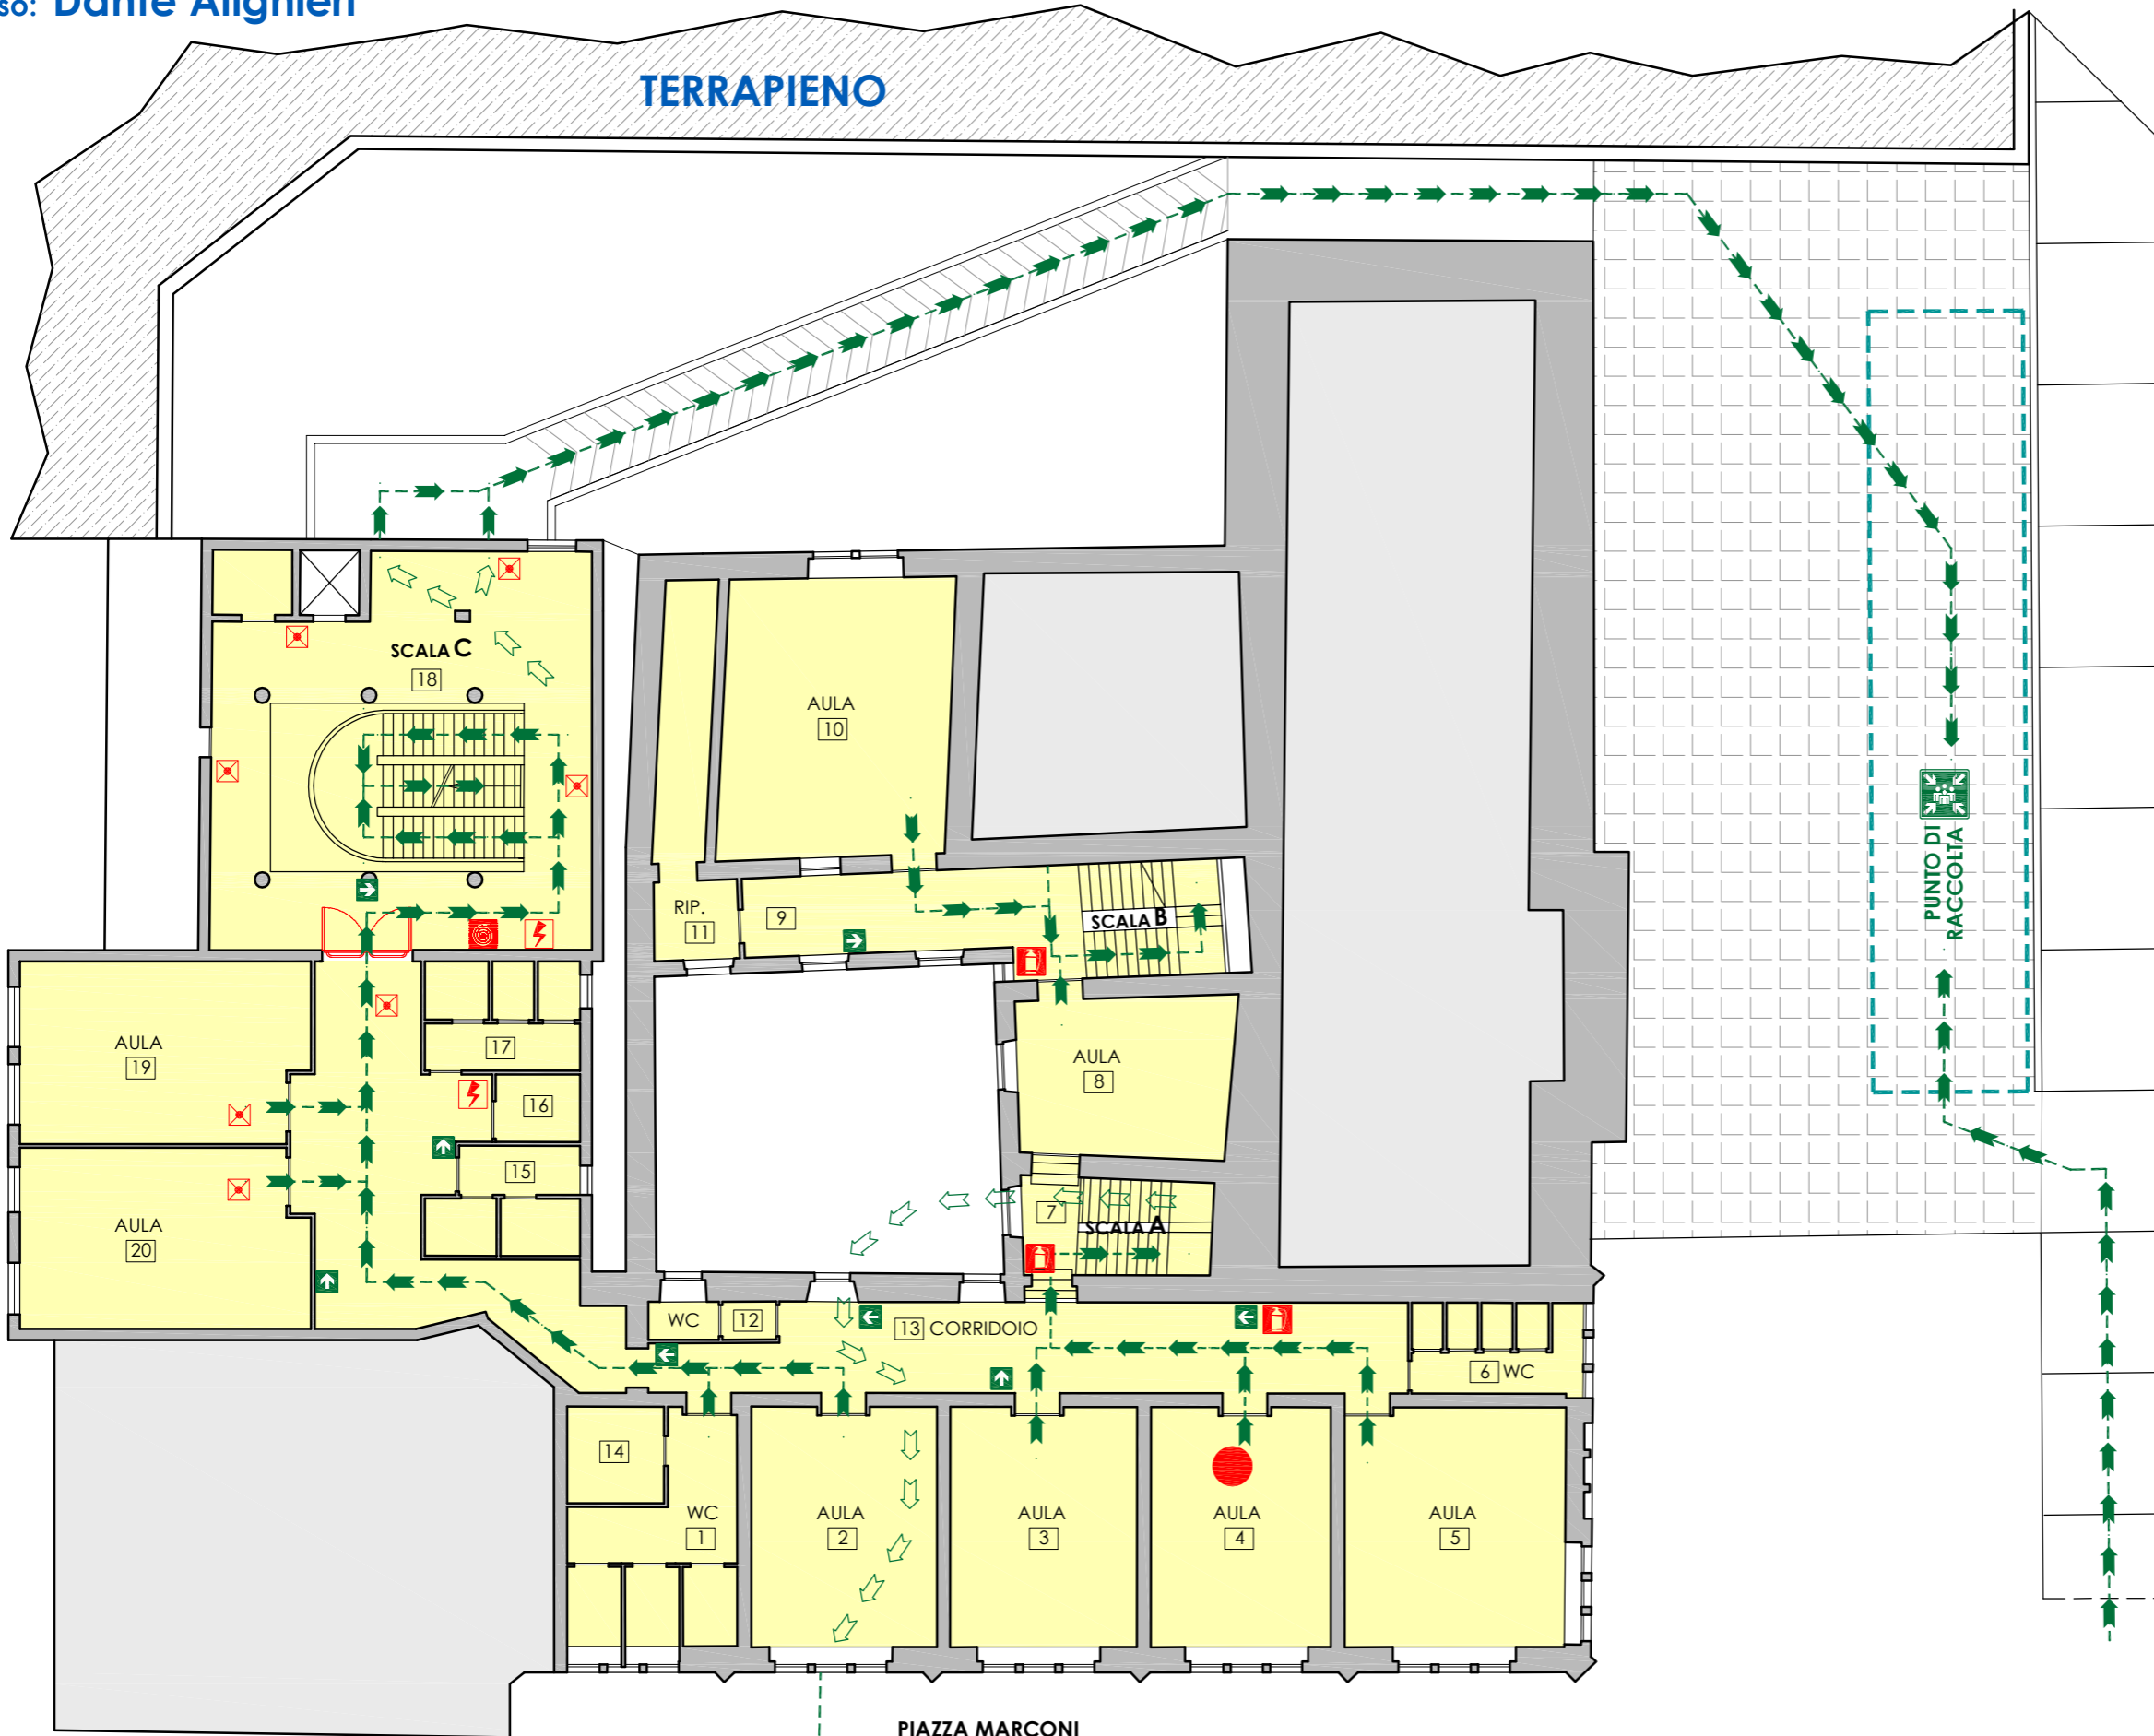 so: Dante Alighieri
TERRAPIENO
SCALA C
18
AULA
10
RIP.
11
9
SCALA B
PUNTO DI
RACCOLTA
AULA
19
17
16
AULA
8
15
AULA
20
7
SCALA A
WC
12
13 CORRIDOIO
6 WC
14
WC
1
AULA
2
AULA
3
AULA
4
AULA
5
PIAZZA MARCONI